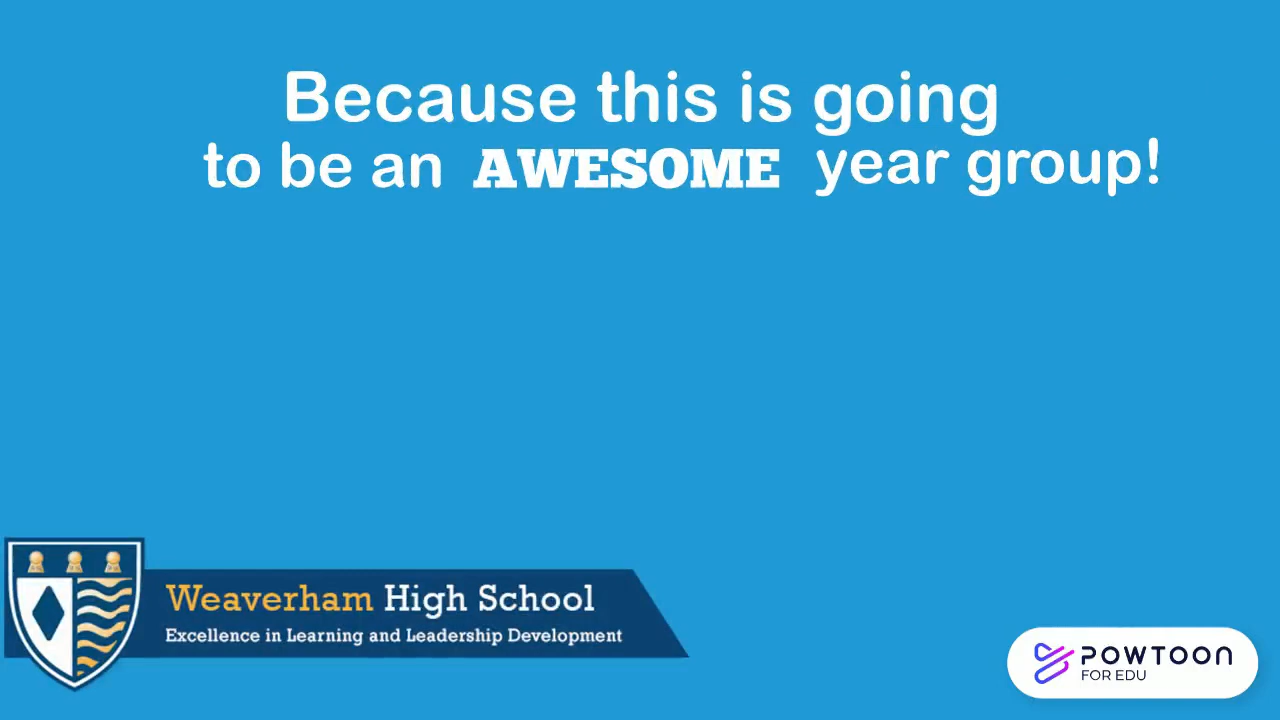 Because this is going
to be an AWESOME year group!
Weaverham High School
Excellence in Learning and Leadership Development
POWTOON
FOR EDU